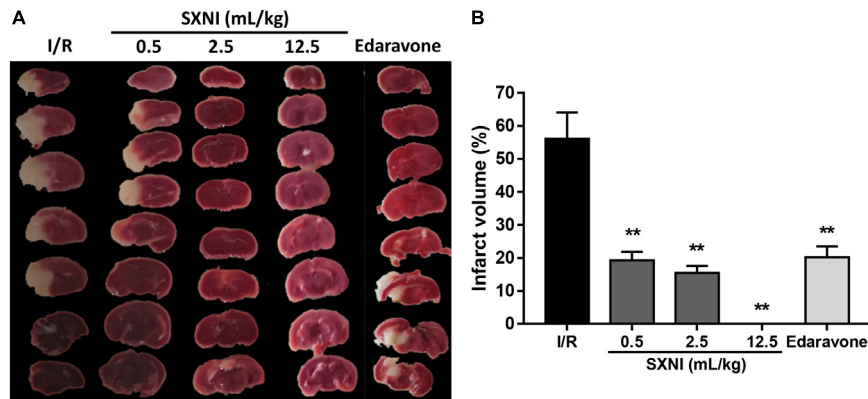 A
SXNI (mL/kg)
I/R 0.5 2.5 12.5 Edaravone
B
Infarct volume (%)
70
60
50
40
30
20
10
0
** ** ** **
I/R 0.5 2.5 12.5 Edaravone
SXNI (mL/kg)